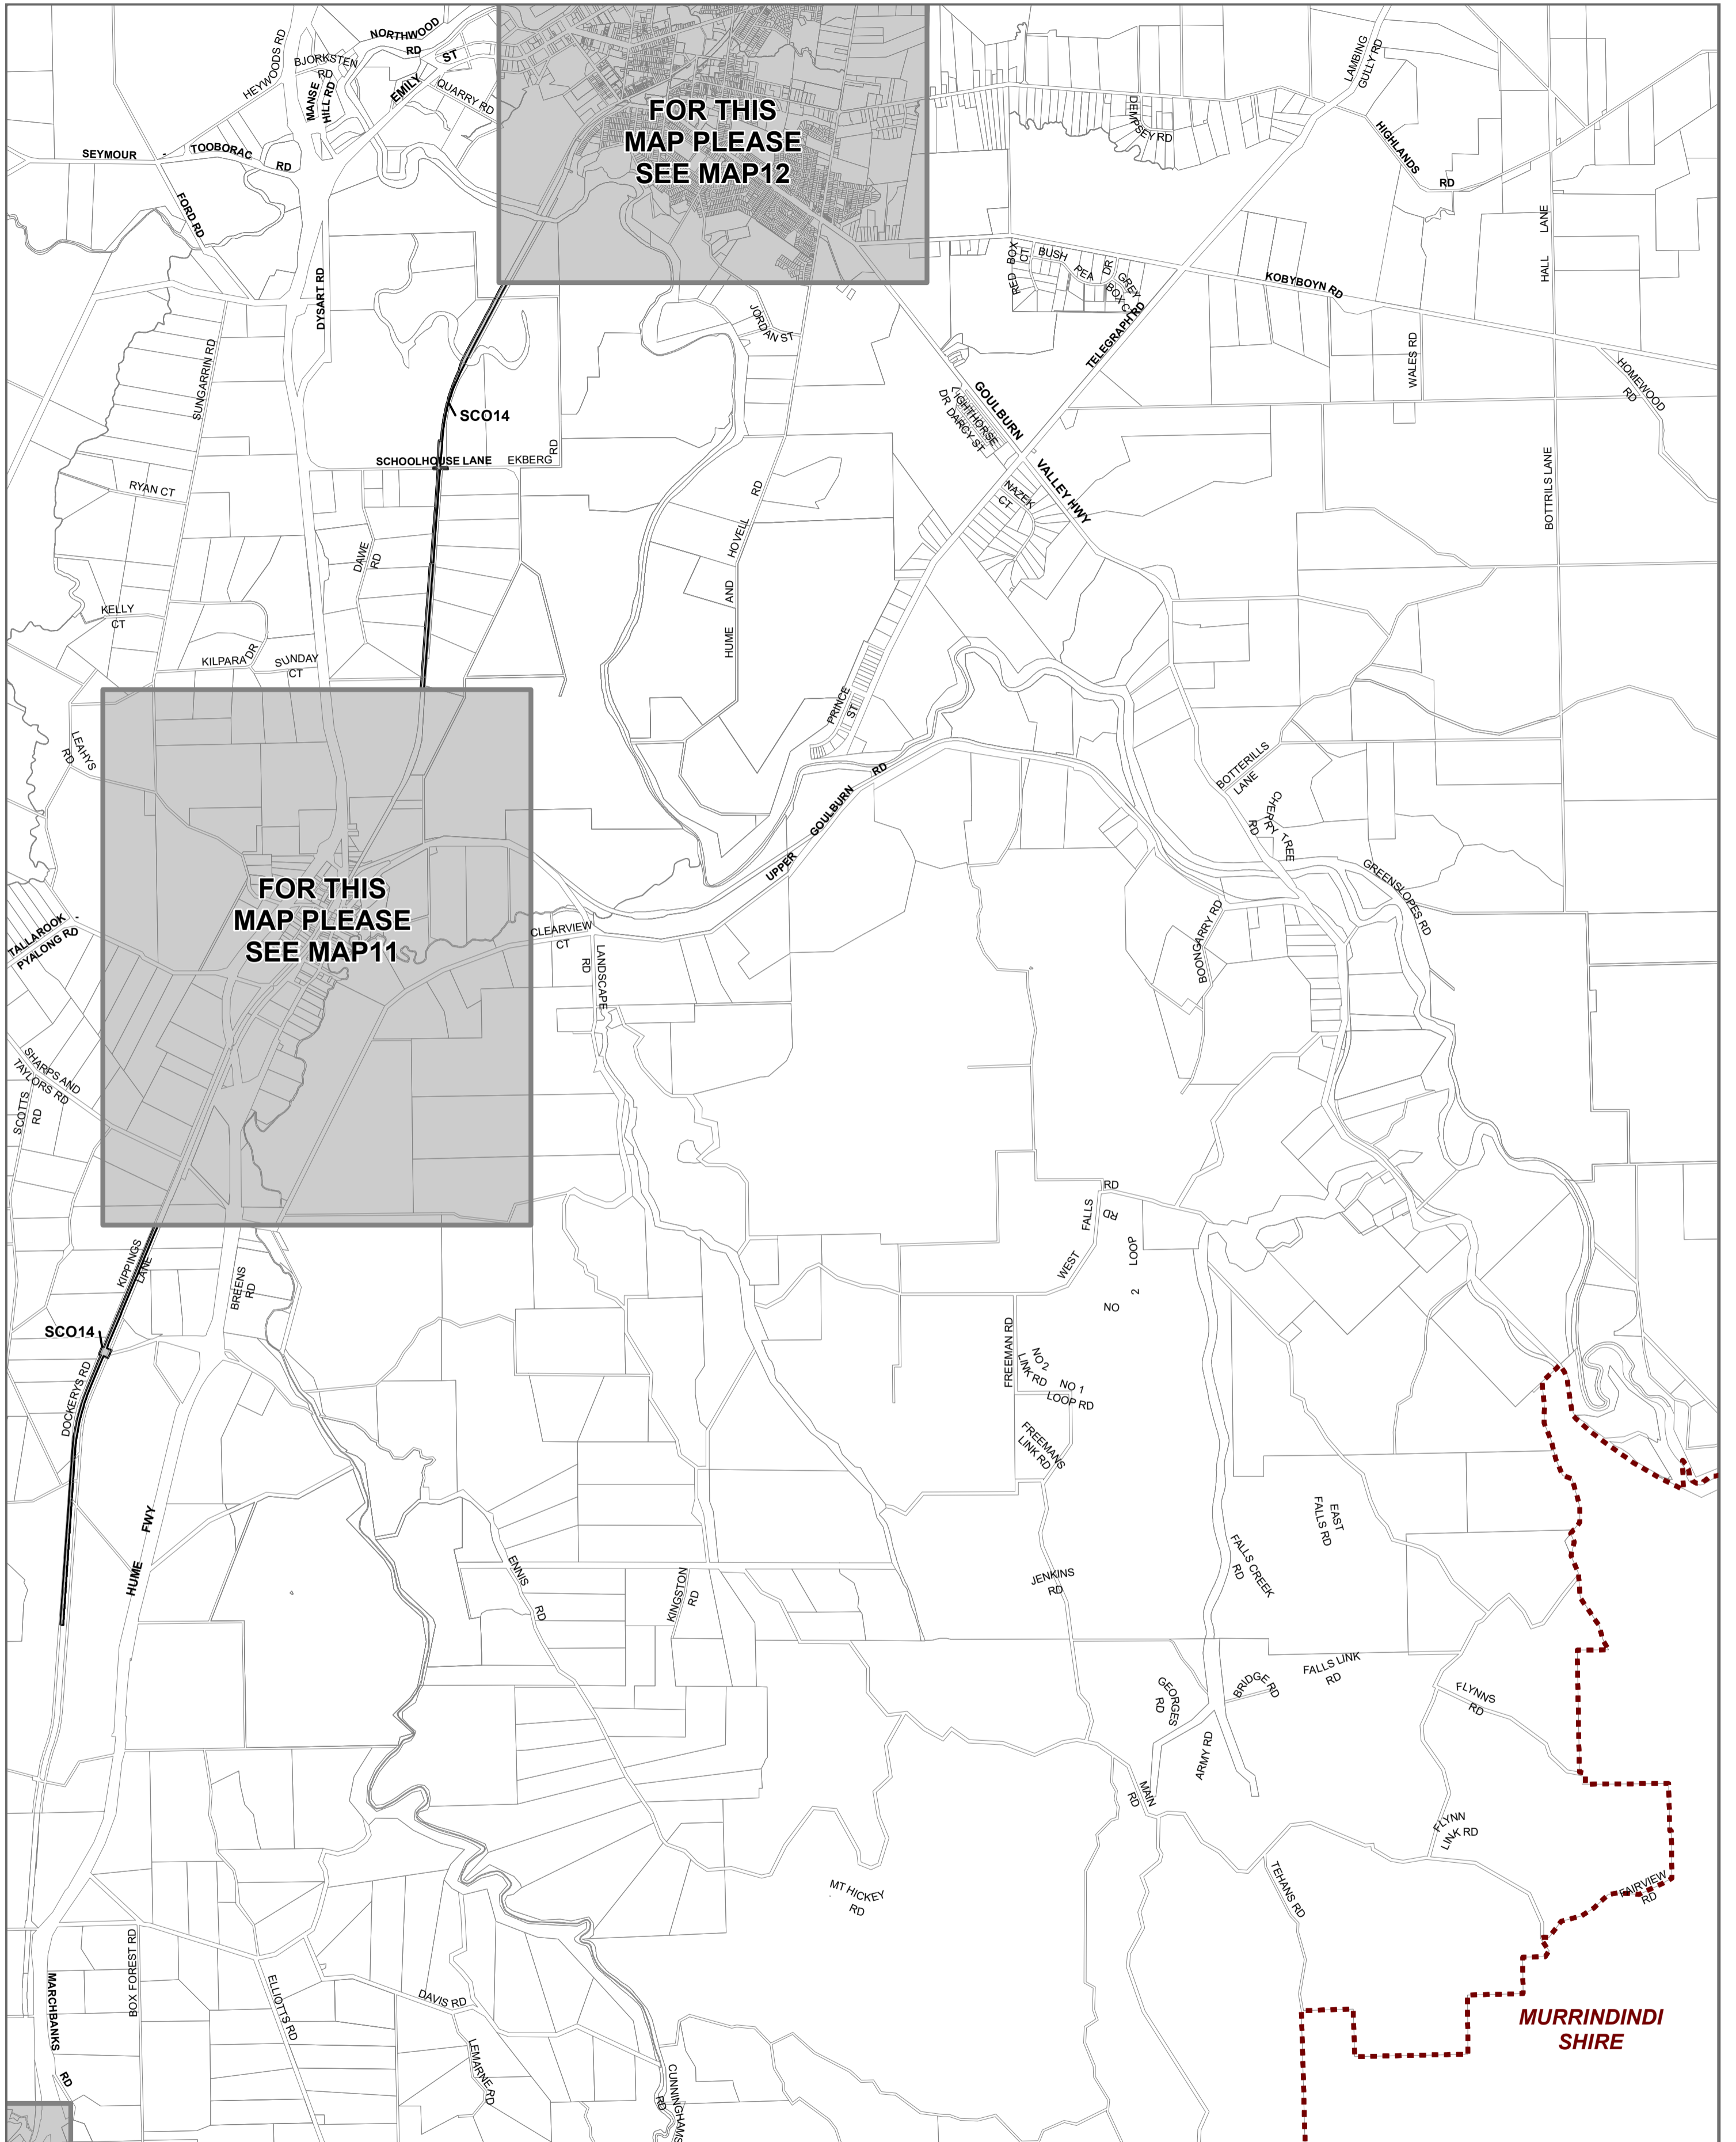 NORTHWOOD
RD
HEYWOODS RD
BJORKSTEN
RD
MANSE
HILL RD
EMILY ST
QUARRY RD
SEYMOUR - TOOBORAC RD
FORD RD
DYSART RD
FOR THIS
MAP PLEASE
SEE MAP12
DEMPSEY RD
LAMBING
GULLY RD
HIGHLANDS RD
HALL LANE
RED BOX
CT
BUSH PEA DR
GREY
BOX CT
KOBYBOYN RD
TELEGRAPH RD
WALES RD
HOMEWOOD
RD
JORDAN ST
SUNGARRIN RD
SCO14
LIGHTHORSE
DR
DARCY ST
GOULBURN
VALLEY HWY
SCHOOLHOUSE LANE
EKBERG
RD
RYAN CT
NAZEK
CT
BOTTRILS LANE
DAWE
RD
HUME AND HOVELL RD
KELLY
CT
KILPARA DR
SUNDAY
CT
PRINCE
ST
LEAHYS
RD
BOTTERILLS
LANE
CHERRY TREE
RD
UPPER GOULBURN RD
GREENSLOPES RD
FOR THIS
MAP PLEASE
SEE MAP11
TALLAROOK -
PYALONG RD
CLEARVIEW
CT
LANDSCAPE
RD
BOONGARRY RD
SHARPS AND
TAYLORS RD
SCOTTS
RD
WEST FALLS RD
NO 2 LOOP RD
KIPPINGS
LANE
BREENS
RD
SCO14
DOCKERYS RD
FREEMAN RD
NO2
LINK RD
NO 1
LOOP RD
FREEMANS
LINK RD
HUME FWY
EAST
FALLS RD
FALLS CREEK
RD
ENNIS RD
KINGSTON
RD
JENKINS
RD
GEORGES
RD
BRIDGE RD
FALLS LINK
RD
FLYNNS
RD
ARMY RD
MAIN
RD
FLYNN
LINK RD
MT HICKEY
RD
TEHANS RD
FAIRVIEW
RD
BOX FOREST RD
MARCHBANKS RD
ELLIOTTS RD
DAVIS RD
LEMARNE RD
CUNNINGHAMS
RD
MURRINDINDI
SHIRE